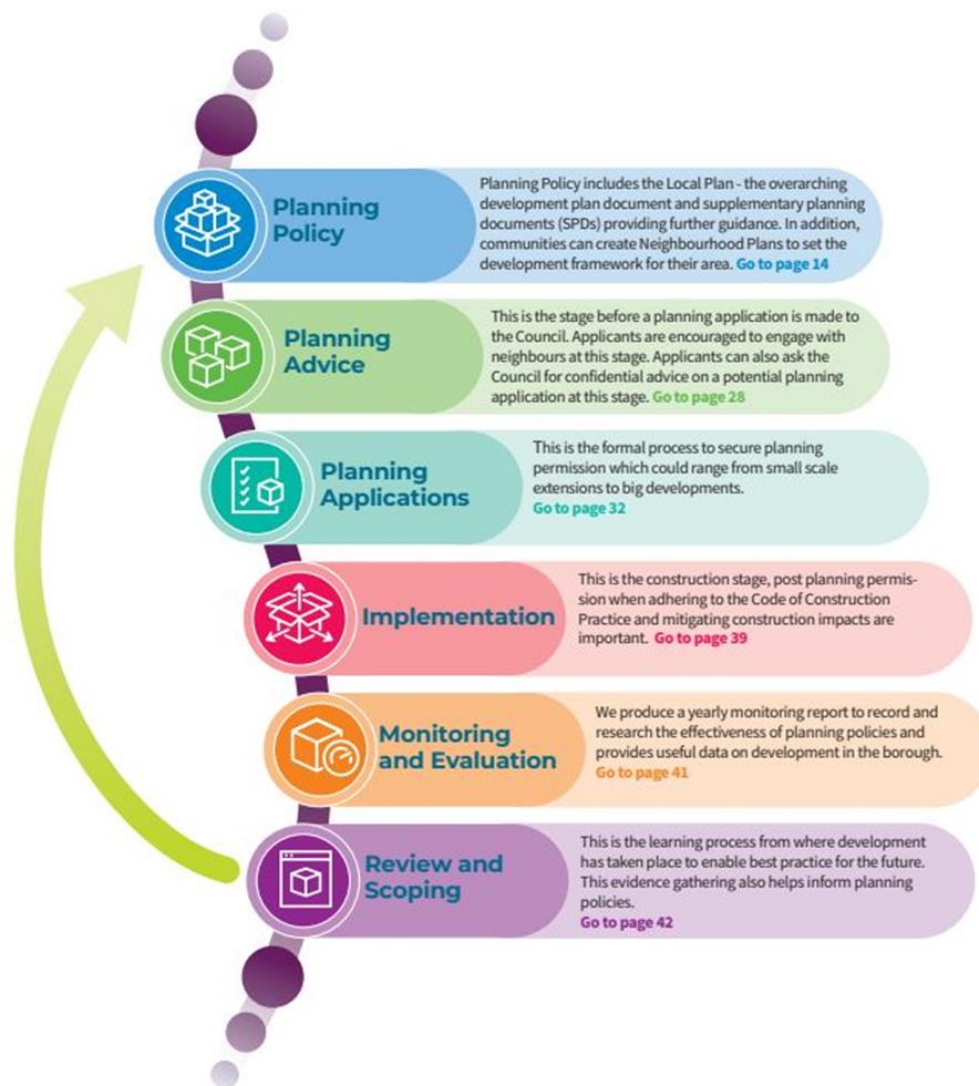 Planning
Policy
Planning Policy includes the Local Plan - the overarching
development plan document and supplementary planning
documents (SPDs) providing further guidance. In addition,
communities can create Neighbourhood Plans to set the
development framework for their area. Go to page 14
Planning
Advice
This is the stage before a planning application is made to
the Council. Applicants are encouraged to engage with
neighbours at this stage. Applicants can also ask the
Council for confidential advice on a potential planning
application at this stage. Go to page 28
Planning
Applications
This is the formal process to secure planning
permission which could range from small scale
extensions to big developments.
Go to page 32
Implementation
This is the construction stage, post planning permis-
sion when adhering to the Code of Construction
Practice and mitigating construction impacts are
important. Go to page 39
Monitoring
and Evaluation
We produce a yearly monitoring report to record and
research the effectiveness of planning policies and
provides useful data on development in the borough.
Go to page 41
Review and
Scoping
This is the learning process from where development
has taken place to enable best practice for the future.
This evidence gathering also helps inform planning
policies.
Go to page 42